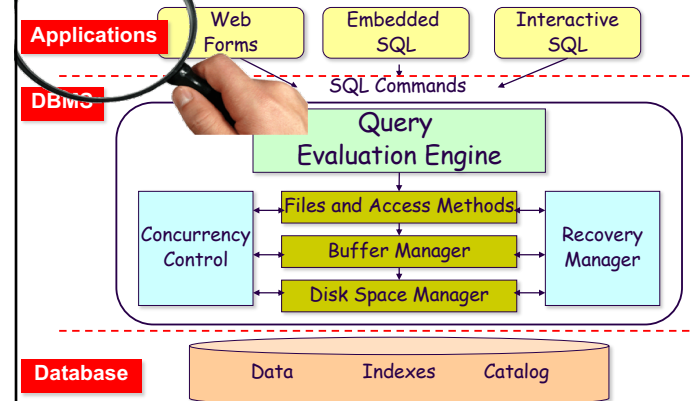 Applications
Web
Forms
Embedded
SQL
Interactive
SQL
SQL Commands
DBMS
Query
Evaluation Engine
Files and Access Methods
Concurrency
Control
Buffer Manager
Recovery
Manager
Disk Space Manager
Database
Data
Indexes
Catalog